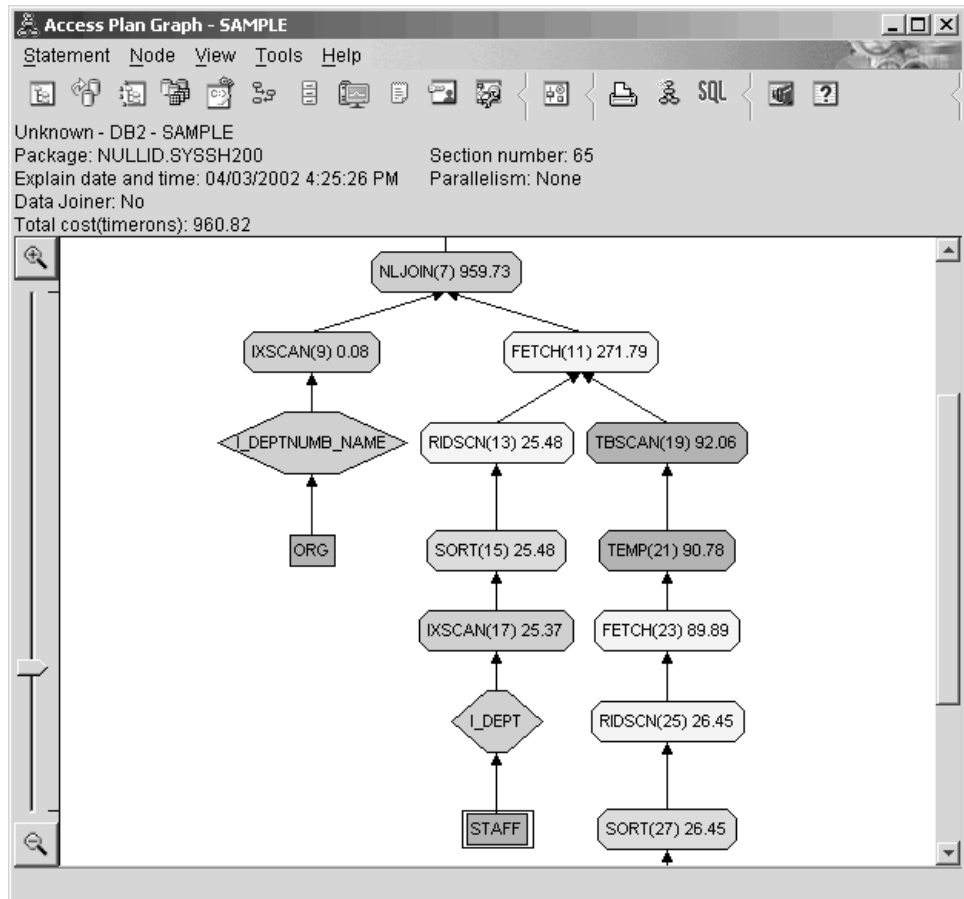 Access Plan Graph - SAMPLE
Statement Node View Tools Help
SQL
?
Unknown - DB2 - SAMPLE
Package: NULLID.SYSSH200 Section number: 65
Explain date and time: 04/03/2002 4:25:26 PM Parallelism: None
Data Joiner: No
Total cost(timerons): 960.82
NLJOIN(7) 959.73
IXSCAN(9) 0.08 FETCH(11) 271.79
I_DEPTNUMB_NAME RIDSCN(13) 25.48 TBSCAN(19) 92.06
ORG SORT(15) 25.48 TEMP(21) 90.78
IXSCAN(17) 25.37 FETCH(23) 89.89
I_DEPT RIDSCN(25) 26.45
STAFF SORT(27) 26.45